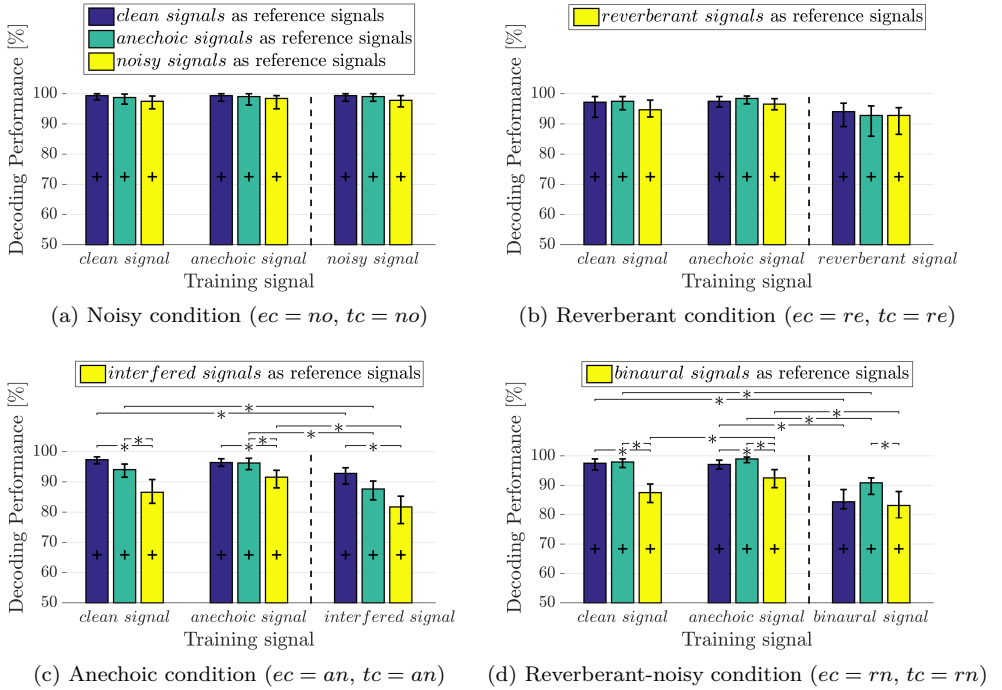 clean signals as reference signals
anechoic signals as reference signals
noisy signals as reference signals
Decoding Performance [%]
100
90
80
70
60
50
+ + + + + + + + +
clean signal anechoic signal noisy signal
Training signal
(a) Noisy condition (ec = no, tc = no)
reverberant signals as reference signals
Decoding Performance [%]
100
90
80
70
60
50
+ + + + + + + + +
clean signal anechoic signal reverberant signal
Training signal
(b) Reverberant condition (ec = re, tc = re)
interfered signals as reference signals
Decoding Performance [%]
* * * * * * * * *
100
90
80
70
60
50
+ + + + + + + + +
clean signal anechoic signal interfered signal
Training signal
(c) Anechoic condition (ec = an, tc = an)
binaural signals as reference signals
Decoding Performance [%]
* * * * * * * * * * *
100
90
80
70
60
50
+ + + + + + + + +
clean signal anechoic signal binaural signal
Training signal
(d) Reverberant-noisy condition (ec = rn, tc = rn)